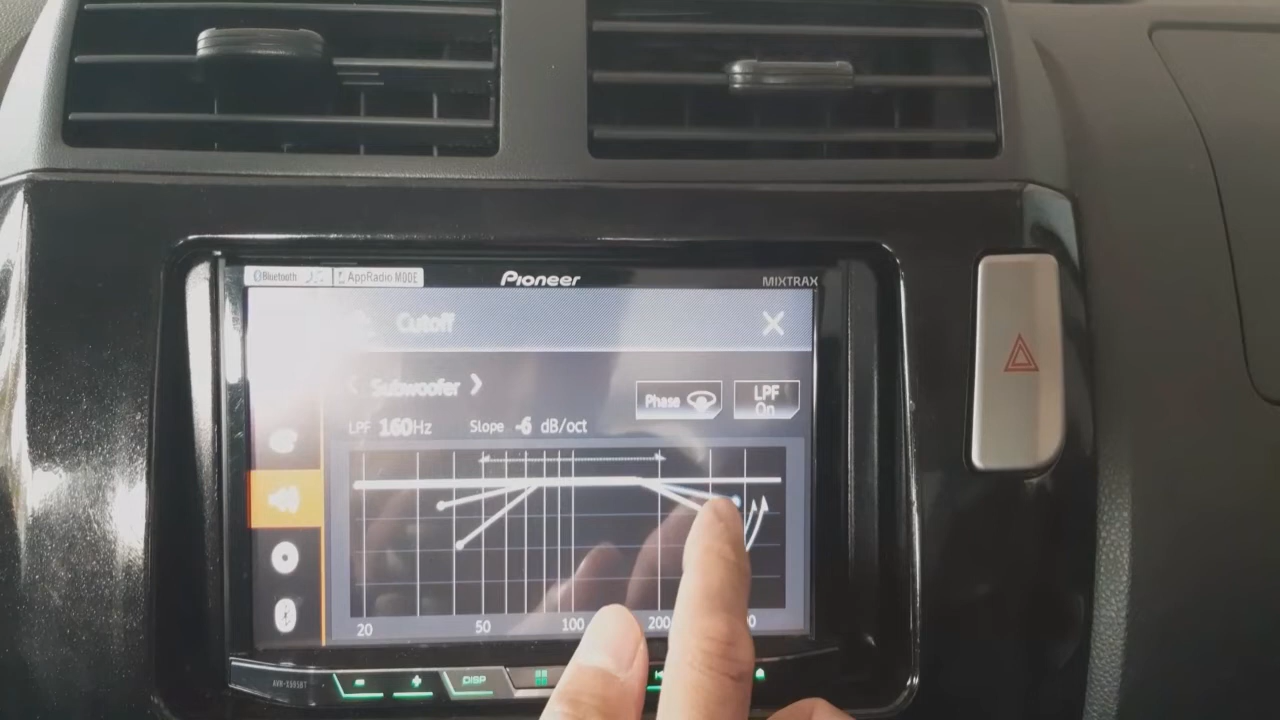 Bluetooth AppRadio MODE Pioneer MIXTRAX
Cutoff
Subwoofer
Phase LPF On
LPF 160Hz Slope -6 dB/oct
20 50 100 200
DISP